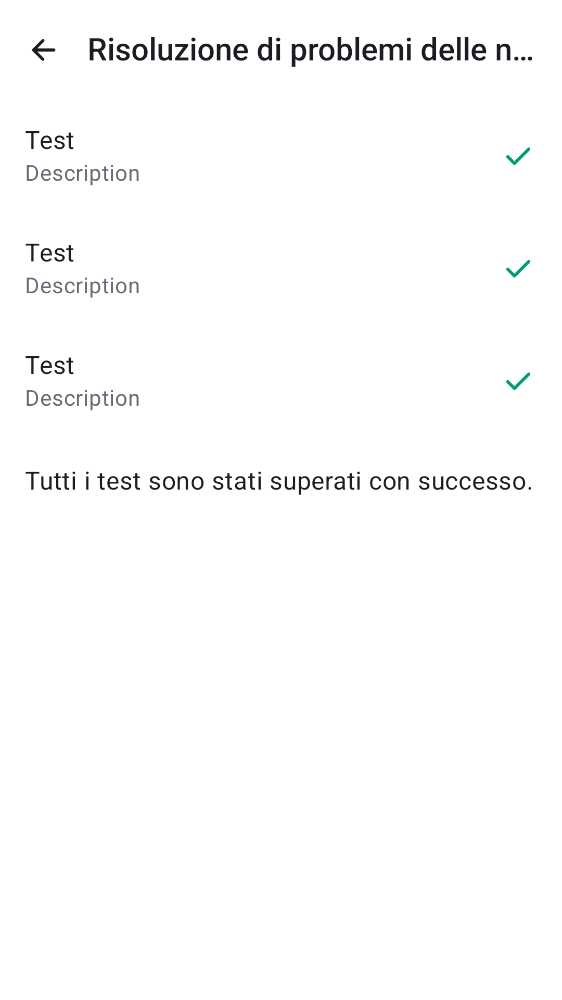 Risoluzione di problemi delle n...
Test
Description
Test
Description
Test
Description
Tutti i test sono stati superati con successo.